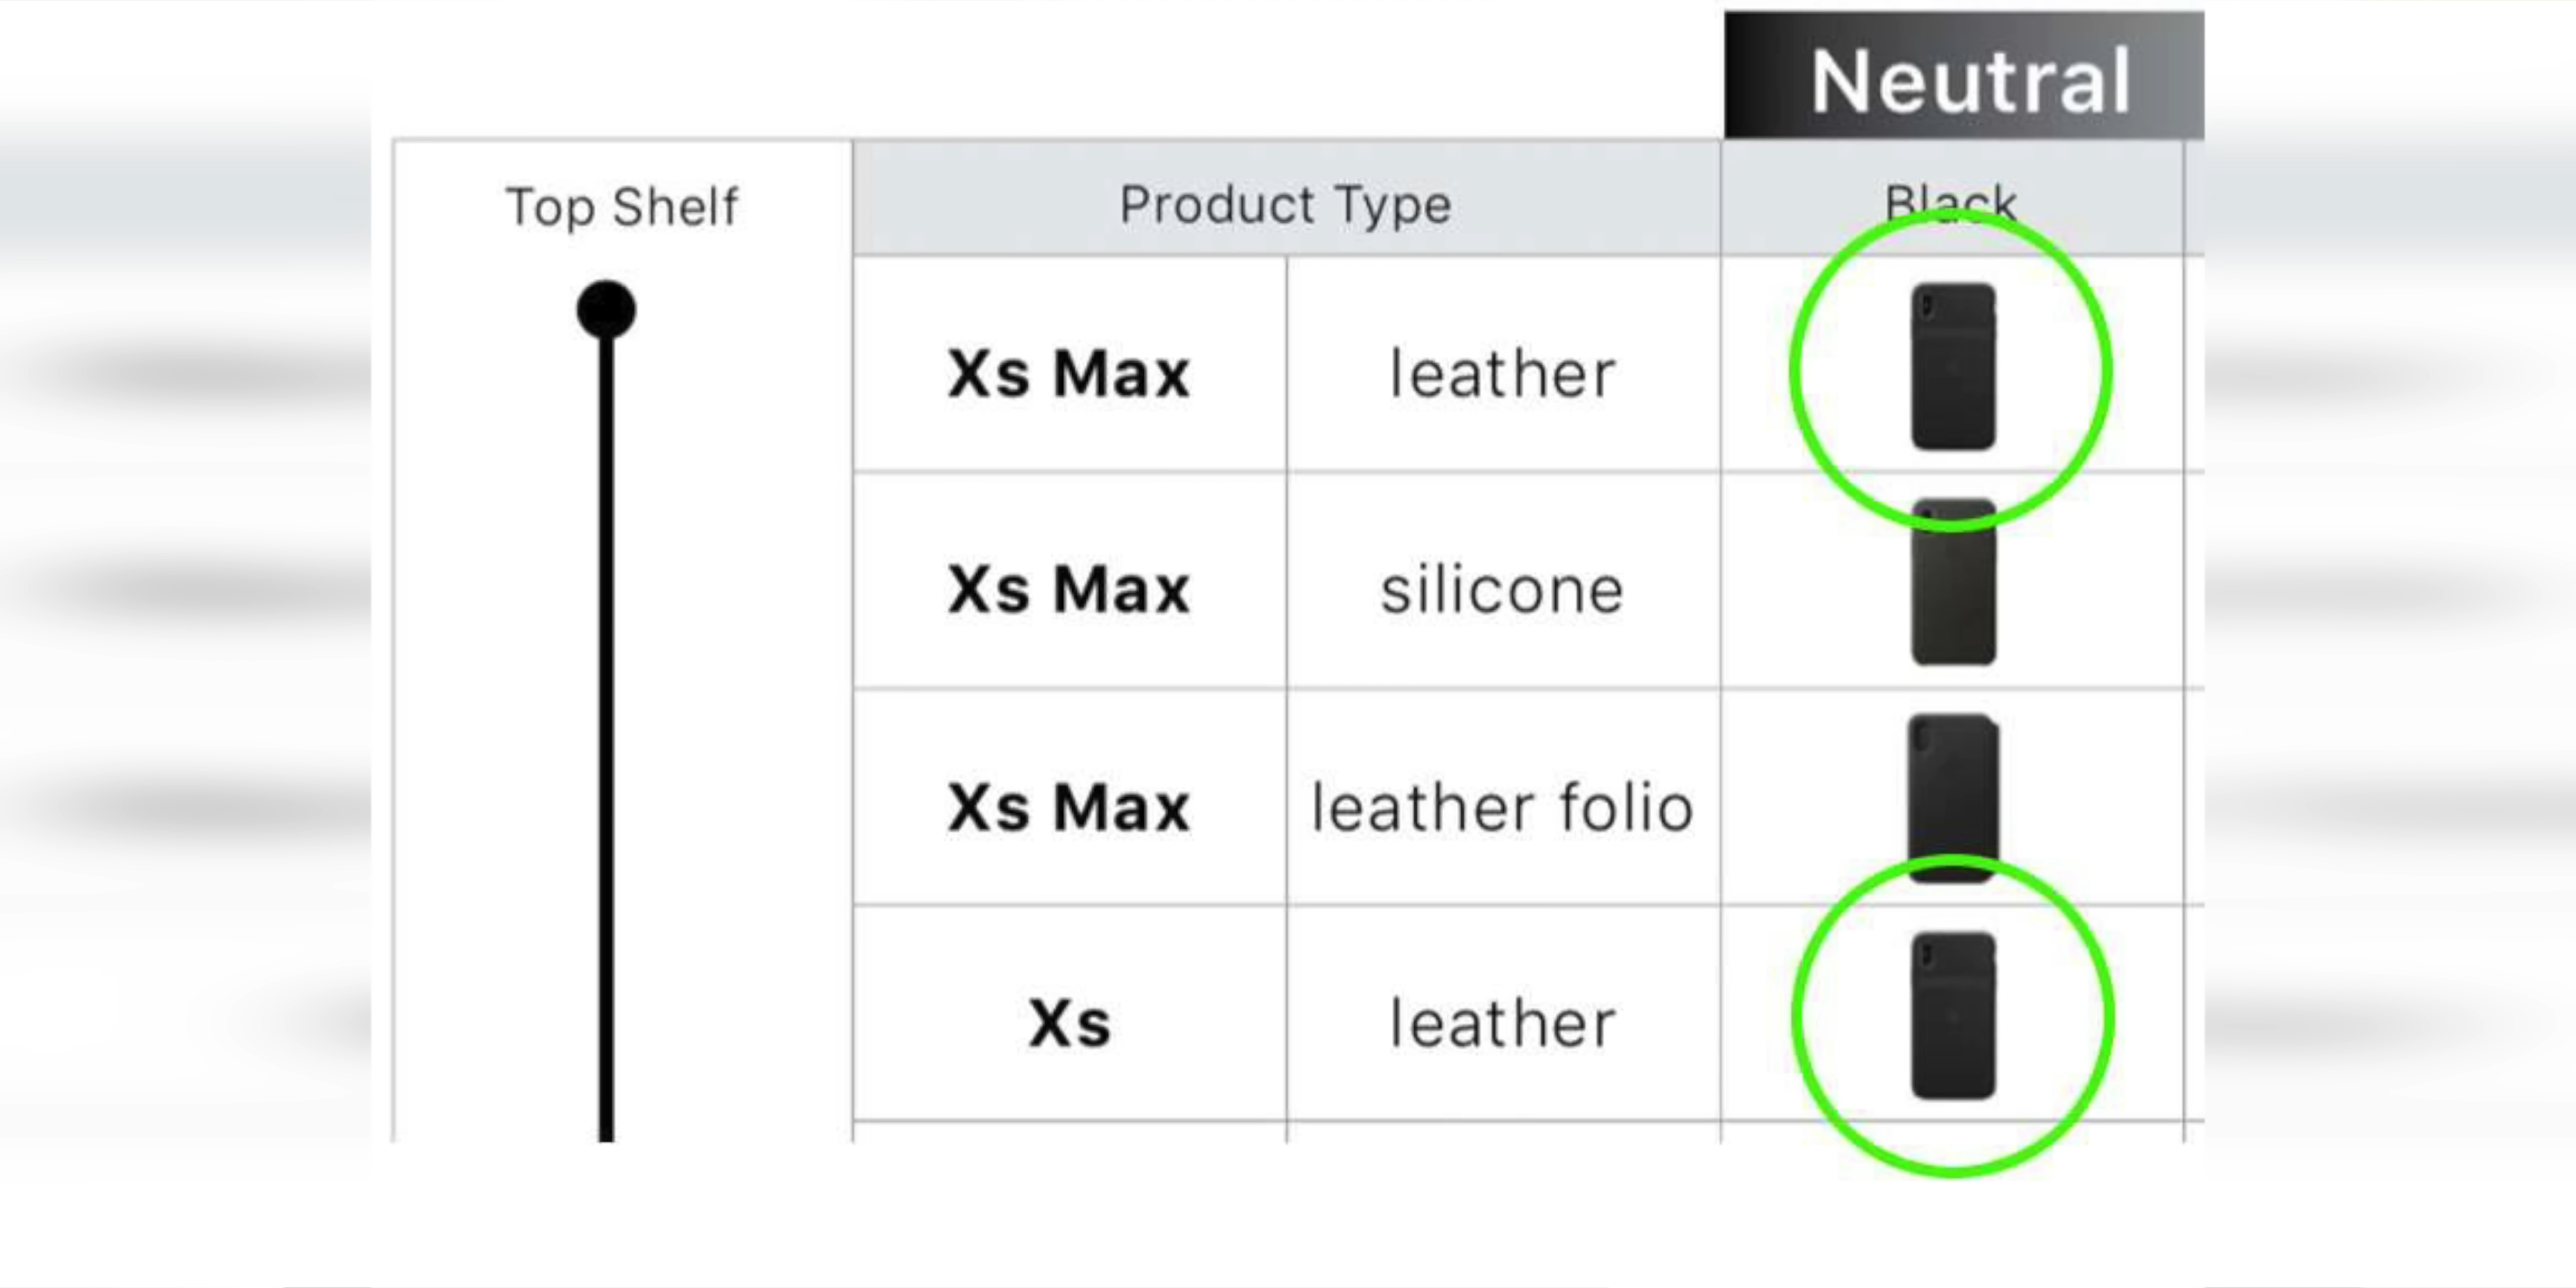 Neutral
Top Shelf
Product Type
Black
Xs Max
leather
Xs Max
silicone
Xs Max
leather folio
Xs
leather